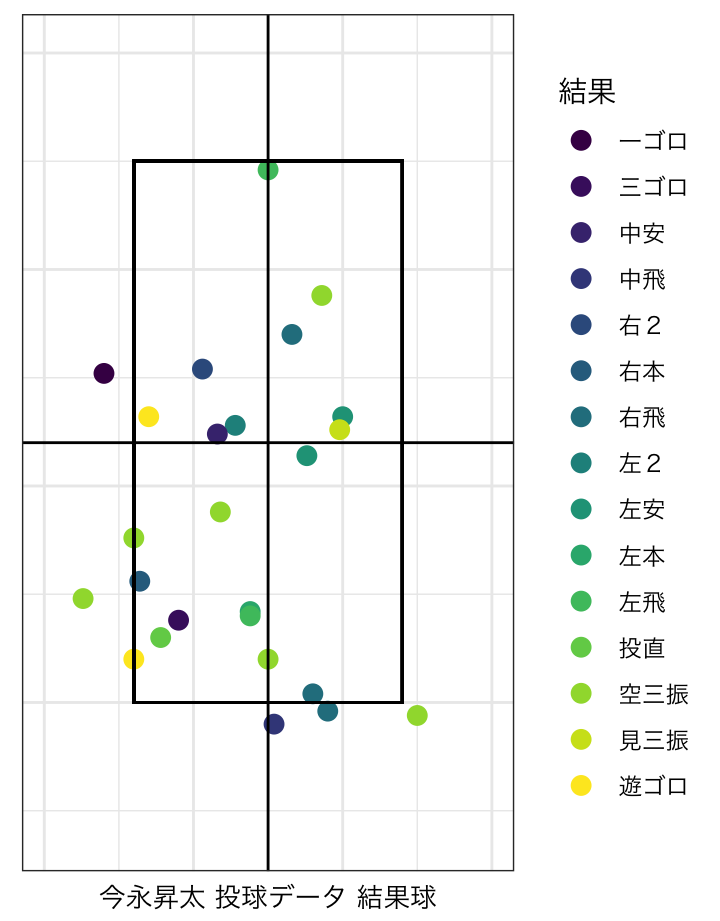 結果
一ゴロ
三ゴロ
中安
中飛
右２
右本
右飛
左２
左安
左本
左飛
投直
空三振
見三振
遊ゴロ
今永昇太 投球データ 結果球